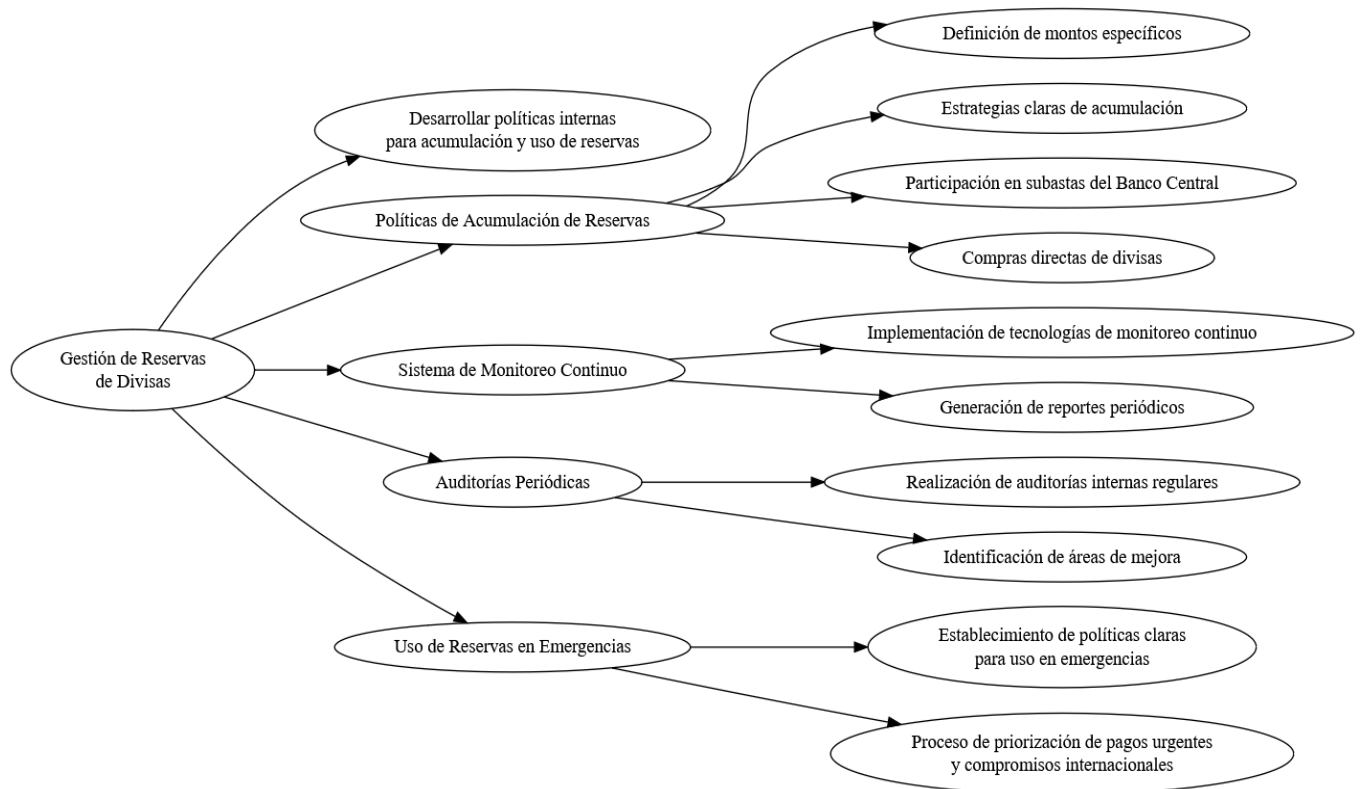 Gestión de Reservas
de Divisas
Desarrollar políticas internas
para acumulación y uso de reservas
Políticas de Acumulación de Reservas
Definición de montos específicos
Estrategias claras de acumulación
Participación en subastas del Banco Central
Compras directas de divisas
Sistema de Monitoreo Continuo
Implementación de tecnologías de monitoreo continuo
Generación de reportes periódicos
Auditorías Periódicas
Realización de auditorías internas regulares
Identificación de áreas de mejora
Uso de Reservas en Emergencias
Establecimiento de políticas claras
para uso en emergencias
Proceso de priorización de pagos urgentes
y compromisos internacionales